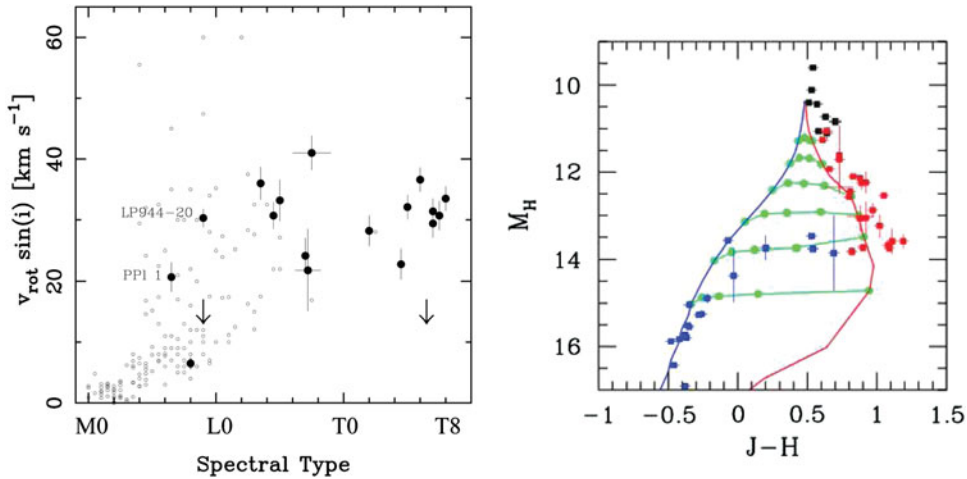 60
40
20
0
v_rot sin(i) [km s⁻¹]
LP944-20
PPl 1
M0 L0 T0 T8
Spectral Type
10
12
14
16
M_H
-1 -0.5 0 0.5 1 1.5
J-H